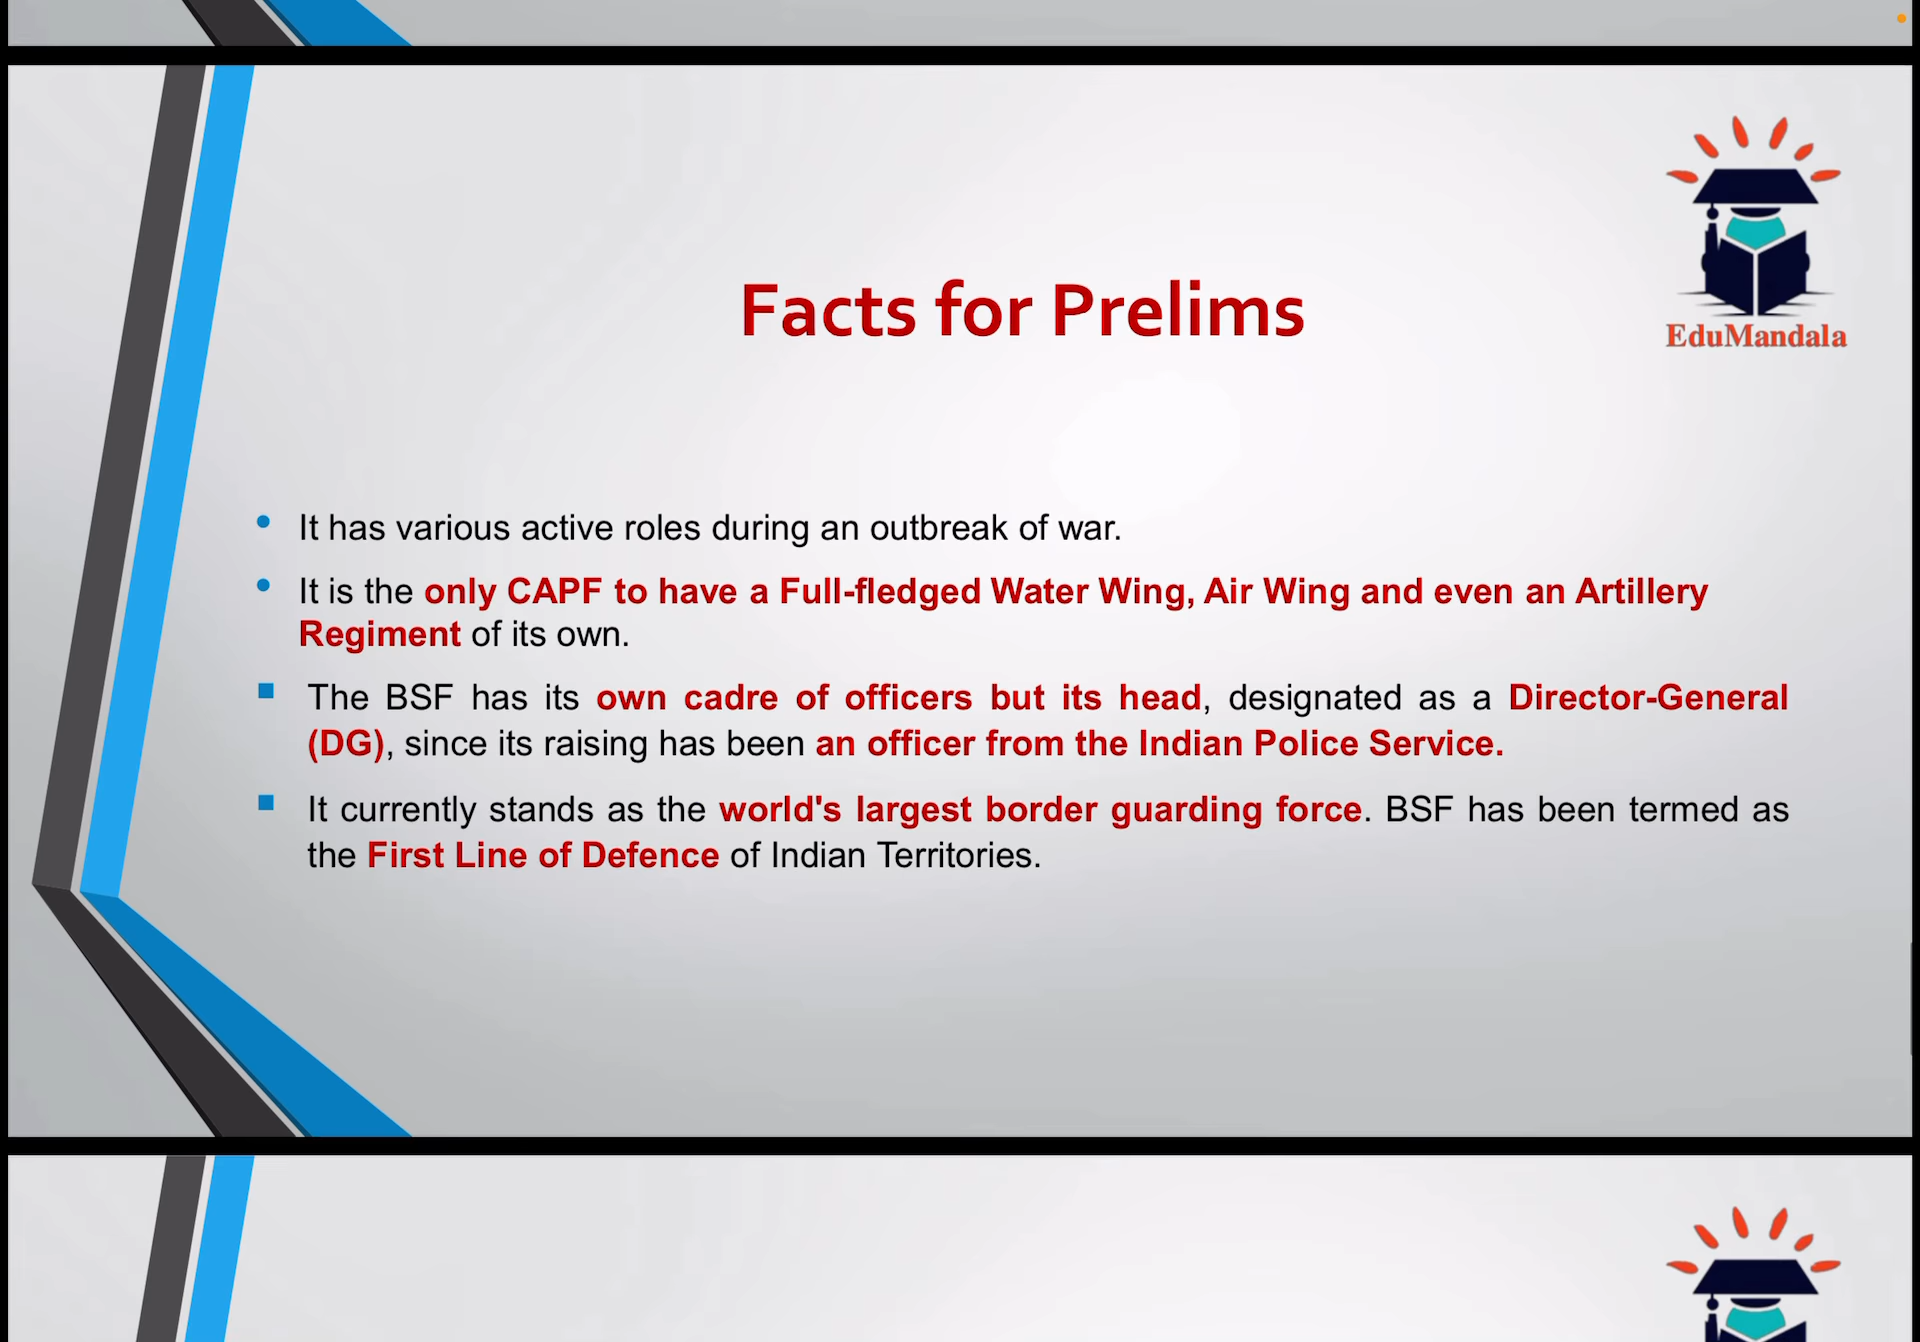 EduMandala
Facts for Prelims
It has various active roles during an outbreak of war.
It is the only CAPF to have a Full-fledged Water Wing, Air Wing and even an Artillery
Regiment of its own.
The BSF has its own cadre of officers but its head, designated as a Director-General
(DG), since its raising has been an officer from the Indian Police Service.
It currently stands as the world's largest border guarding force. BSF has been termed as
the First Line of Defence of Indian Territories.